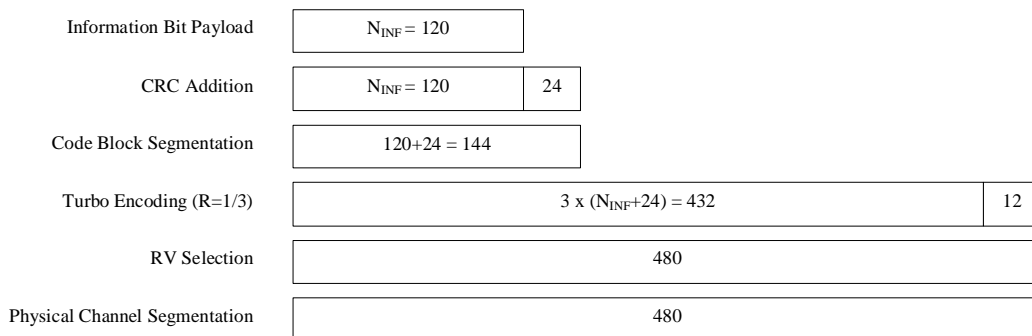 Information Bit Payload N_INF = 120
CRC Addition N_INF = 120 24
Code Block Segmentation 120+24 = 144
Turbo Encoding (R=1/3) 3 x (N_INF+24) = 432 12
RV Selection 480
Physical Channel Segmentation 480